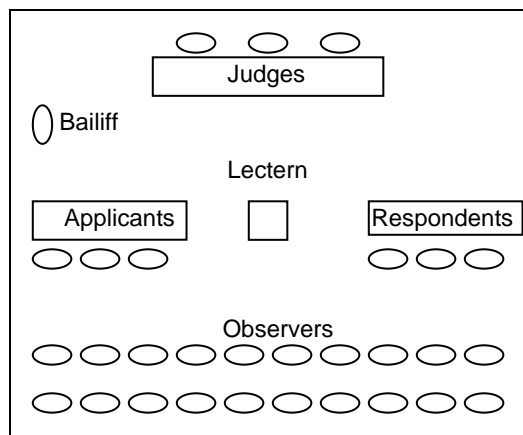 Judges
Bailiff
Lectern
Applicants
Respondents
Observers